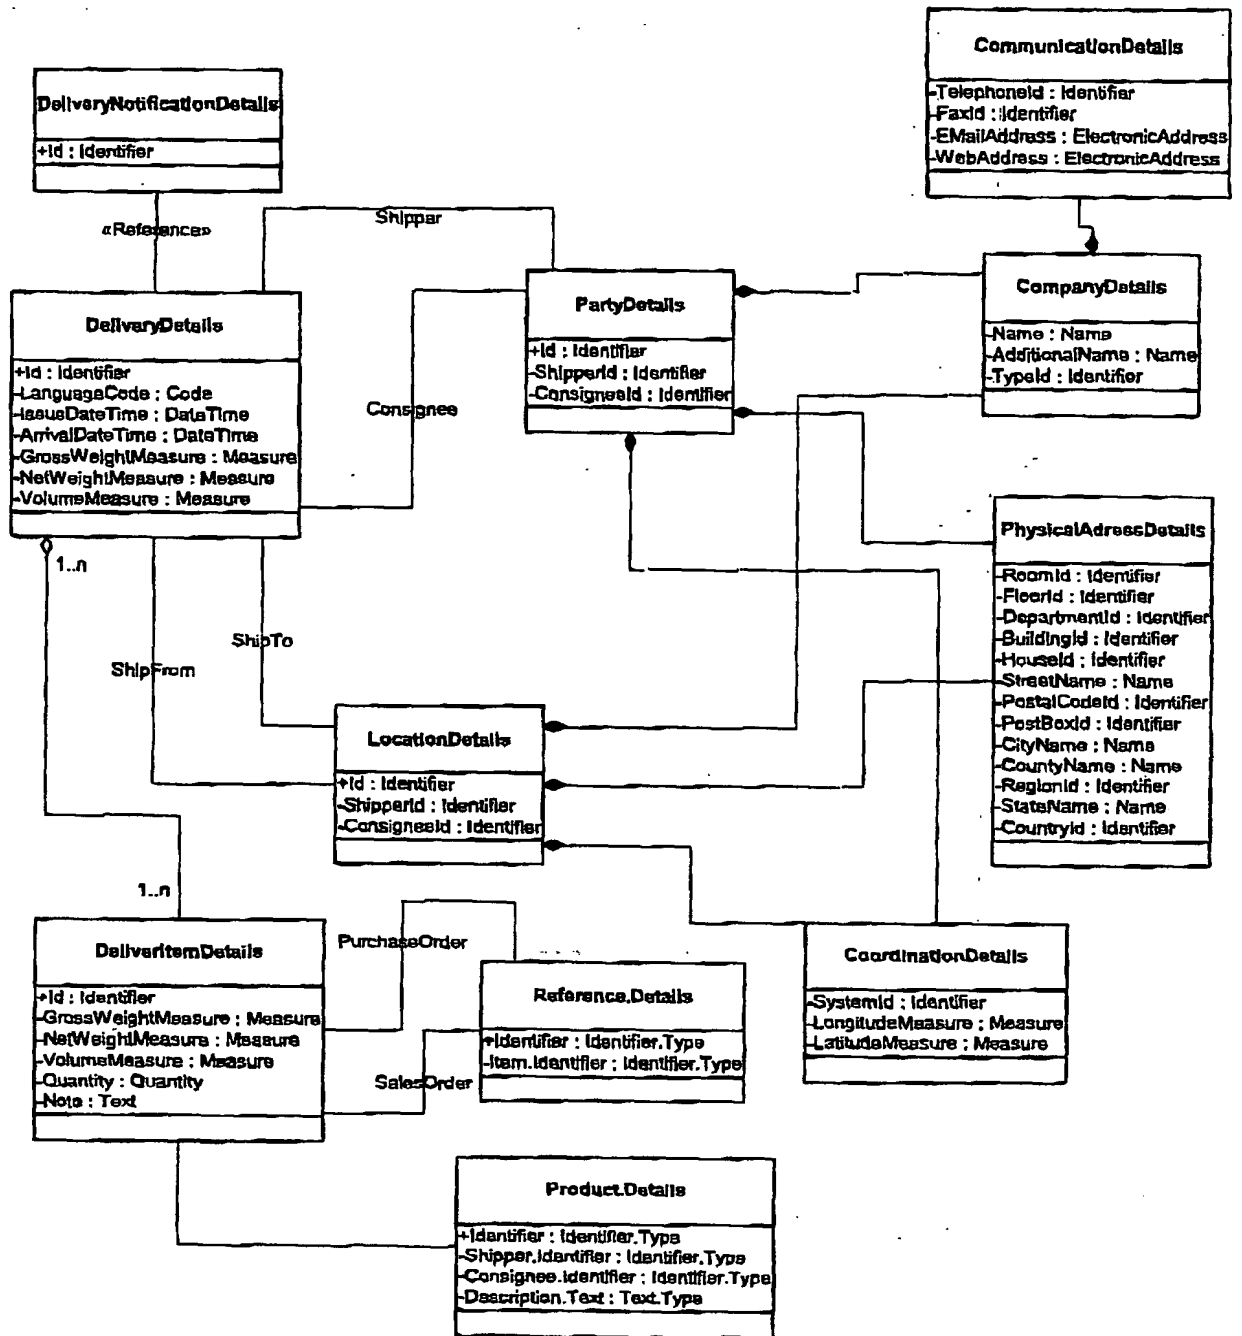 CommunicationDetails
-TelephoneId : Identifier
-FaxId : Identifier
-EMailAddress : ElectronicAddress
-WebAddress : ElectronicAddress
DeliveryNotificationDetails
+Id : Identifier
«Reference»
Shipper
DeliveryDetails
+Id : Identifier
-LanguageCode : Code
-IssueDateTime : DateTime
-ArrivalDateTime : DateTime
-GrossWeightMeasure : Measure
-NetWeightMeasure : Measure
-VolumeMeasure : Measure
Consignee
PartyDetails
+Id : Identifier
-ShipperId : Identifier
-ConsigneeId : Identifier
CompanyDetails
-Name : Name
-AdditionalName : Name
-TypeId : Identifier
PhysicalAdressDetails
-RoomId : Identifier
-FloorId : Identifier
-DepartmentId : Identifier
-BuildingId : Identifier
-HouseId : Identifier
-StreetName : Name
-PostalCodeId : Identifier
-PostBoxId : Identifier
-CityName : Name
-CountyName : Name
-RegionId : Identifier
-StateName : Name
-CountryId : Identifier
1..n
ShipTo
ShipFrom
LocationDetails
+Id : Identifier
-ShipperId : Identifier
-ConsigneeId : Identifier
1..n
DeliverItemDetails
+Id : Identifier
-GrossWeightMeasure : Measure
-NetWeightMeasure : Measure
-VolumeMeasure : Measure
-Quantity : Quantity
-Note : Text
PurchaseOrder
SalesOrder
Reference.Details
+Identifier : Identifier.Type
-Item.Identifier : Identifier.Type
CoordinationDetails
-SystemId : Identifier
-LongitudeMeasure : Measure
-LatitudeMeasure : Measure
Product.Details
+Identifier : Identifier.Type
-Shipper.Identifier : Identifier.Type
-Consignee.Identifier : Identifier.Type
-Description.Text : Text.Type